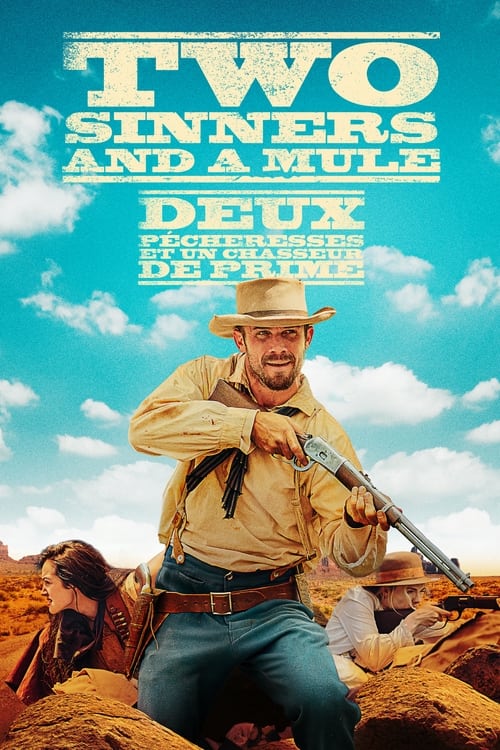 TWO
SINNERS
AND A MULE
DEUX
PÉCHERESSES
ET UN CHASSEUR
DE PRIME